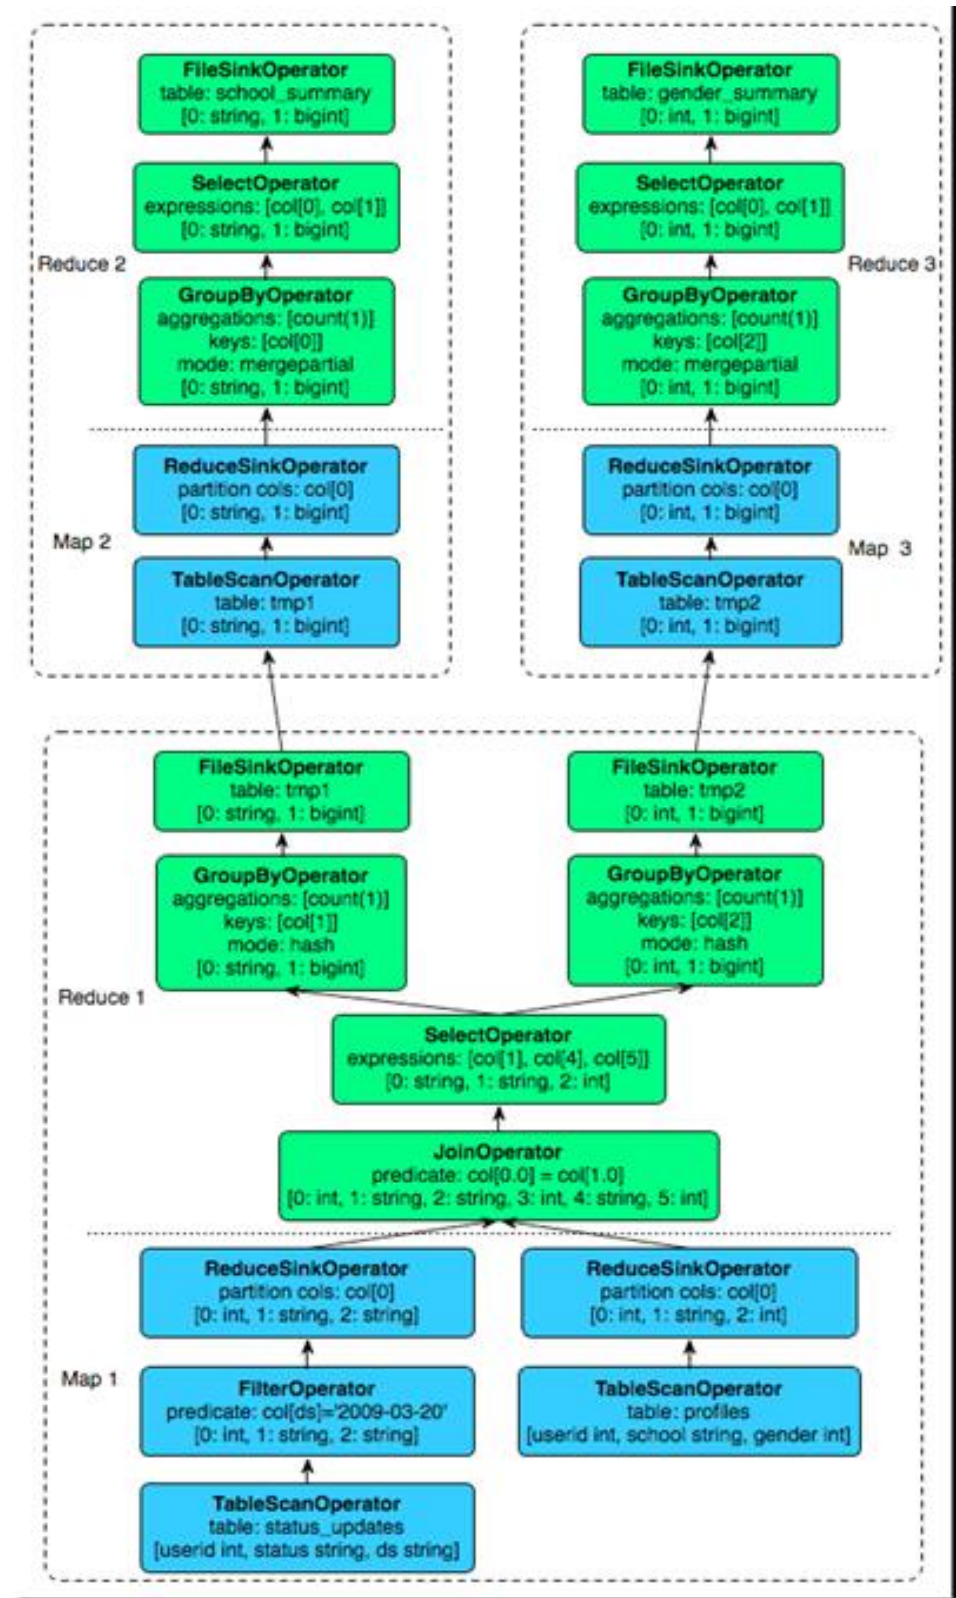 FileSinkOperator
table: school_summary
[0: string, 1: bigint]
SelectOperator
expressions: [col[0], col[1]]
[0: string, 1: bigint]
Reduce 2
GroupByOperator
aggregations: [count(1)]
keys: [col[0]]
mode: mergepartial
[0: string, 1: bigint]
ReduceSinkOperator
partition cols: col[0]
[0: string, 1: bigint]
Map 2
TableScanOperator
table: tmp1
[0: string, 1: bigint]
FileSinkOperator
table: gender_summary
[0: int, 1: bigint]
SelectOperator
expressions: [col[0], col[1]]
[0: int, 1: bigint]
Reduce 3
GroupByOperator
aggregations: [count(1)]
keys: [col[2]]
mode: mergepartial
[0: int, 1: bigint]
ReduceSinkOperator
partition cols: col[0]
[0: int, 1: bigint]
Map 3
TableScanOperator
table: tmp2
[0: int, 1: bigint]
FileSinkOperator
table: tmp1
[0: string, 1: bigint]
FileSinkOperator
table: tmp2
[0: int, 1: bigint]
GroupByOperator
aggregations: [count(1)]
keys: [col[1]]
mode: hash
[0: string, 1: bigint]
GroupByOperator
aggregations: [count(1)]
keys: [col[2]]
mode: hash
[0: int, 1: bigint]
Reduce 1
SelectOperator
expressions: [col[1], col[4], col[5]]
[0: string, 1: string, 2: int]
JoinOperator
predicate: col[0.0] = col[1.0]
[0: int, 1: string, 2: string, 3: int, 4: string, 5: int]
ReduceSinkOperator
partition cols: col[0]
[0: int, 1: string, 2: string]
ReduceSinkOperator
partition cols: col[0]
[0: int, 1: string, 2: int]
Map 1
FilterOperator
predicate: col[ds]='2009-03-20'
[0: int, 1: string, 2: string]
TableScanOperator
table: profiles
[userid int, school string, gender int]
TableScanOperator
table: status_updates
[userid int, status string, ds string]